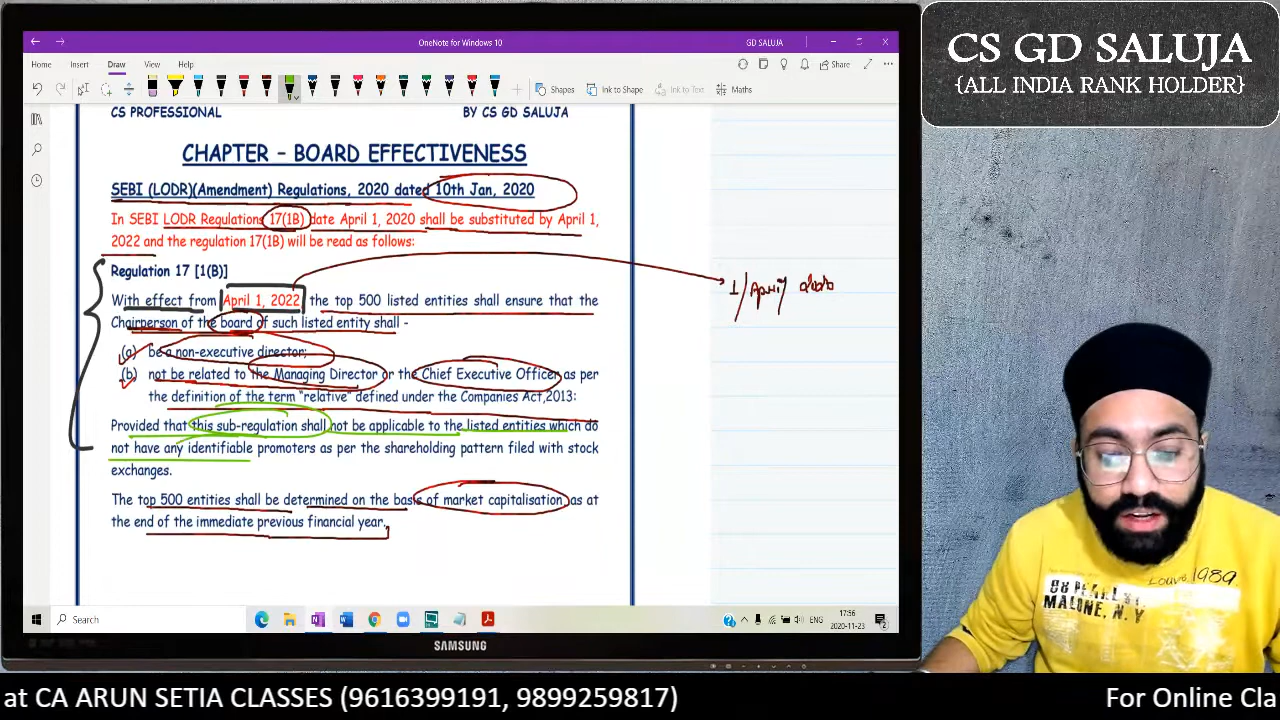 OneNote for Windows 10
GD SALUJA
Home Insert Draw View Help
Share
Shapes Ink to Shape Ink to Text Maths
CS PROFESSIONAL BY CS GD SALUJA
CHAPTER – BOARD EFFECTIVENESS
SEBI (LODR)(Amendment) Regulations, 2020 dated 10th Jan, 2020
In SEBI LODR Regulations 17(1B) date April 1, 2020 shall be substituted by April 1,
2022 and the regulation 17(1B) will be read as follows:
Regulation 17 [1(B)]
With effect from April 1, 2022 the top 500 listed entities shall ensure that the
Chairperson of the board of such listed entity shall -
(a) be a non-executive director;
(b) not be related to the Managing Director or the Chief Executive Officer as per
the definition of the term "relative" defined under the Companies Act,2013:
Provided that this sub-regulation shall not be applicable to the listed entities which do
not have any identifiable promoters as per the shareholding pattern filed with stock
exchanges.
The top 500 entities shall be determined on the basis of market capitalisation as at
the end of the immediate previous financial year.
1/April/ 2020
Search
ENG
17:56
2020-11-23
SAMSUNG
CS GD SALUJA
{ALL INDIA RANK HOLDER}
Louvre 1989
MALONE, N.Y
at CA ARUN SETIA CLASSES (9616399191, 9899259817)
For Online Cla